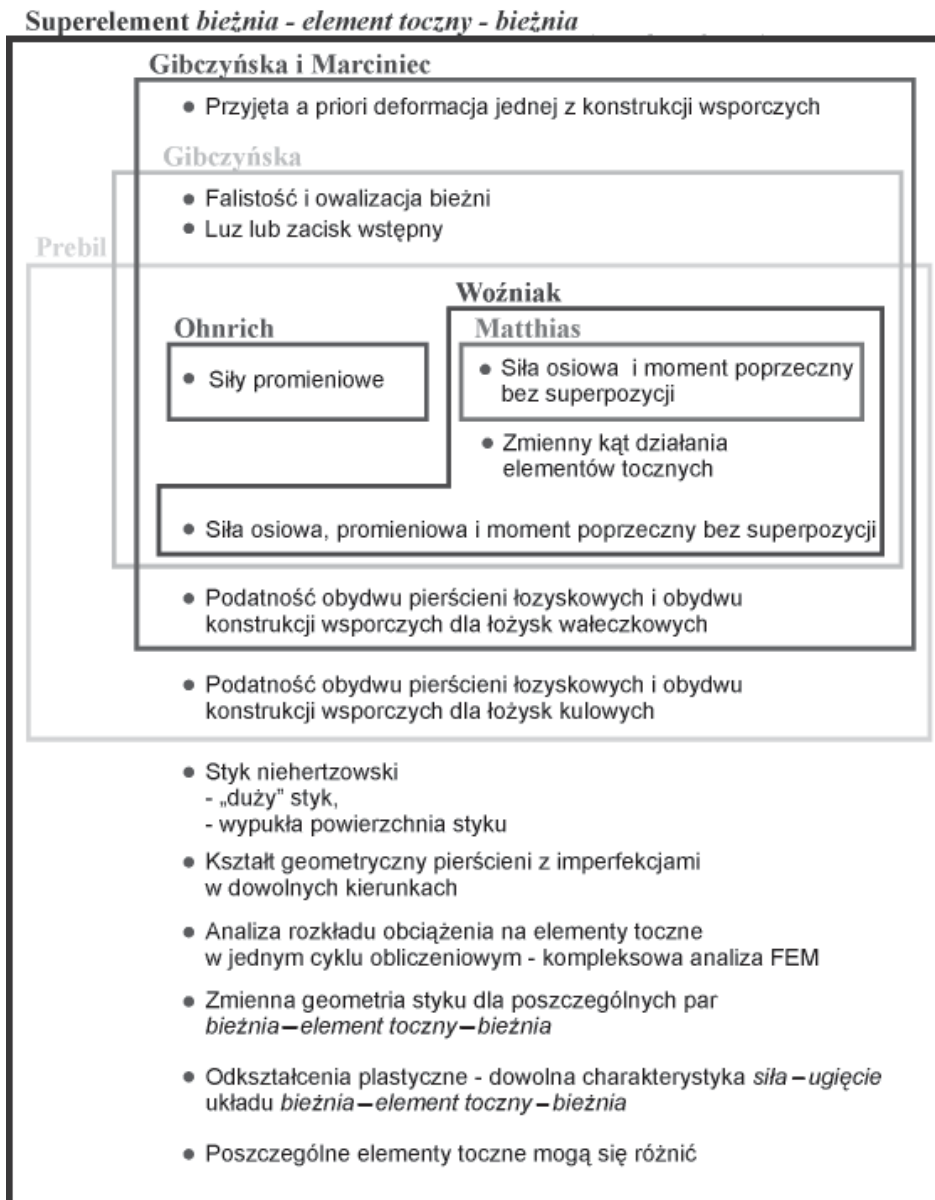 Superelement bieżnia - element toczny - bieżnia
Gibczyńska i Marciniec
• Przyjęta a priori deformacja jednej z konstrukcji wsporczych
Gibczyńska
• Falistość i owalizacja bieżni
• Luz lub zacisk wstępny
Prebil
Woźniak
Ohnrich
Matthias
• Siły promieniowe
• Siła osiowa i moment poprzeczny
bez superpozycji
• Zmienny kąt działania
elementów tocznych
• Siła osiowa, promieniowa i moment poprzeczny bez superpozycji
• Podatność obydwu pierścieni łozyskowych i obydwu
konstrukcji wsporczych dla łożysk wałeczkowych
• Podatność obydwu pierścieni łozyskowych i obydwu
konstrukcji wsporczych dla łożysk kulowych
• Styk niehertzowski
- „duży” styk,
- wypukła powierzchnia styku
• Kształt geometryczny pierścieni z imperfekcjami
w dowolnych kierunkach
• Analiza rozkładu obciążenia na elementy toczne
w jednym cyklu obliczeniowym - kompleksowa analiza FEM
• Zmienna geometria styku dla poszczególnych par
bieżnia–element toczny–bieżnia
• Odkształcenia plastyczne - dowolna charakterystyka siła–ugięcie
układu bieżnia–element toczny–bieżnia
• Poszczególne elementy toczne mogą się różnić